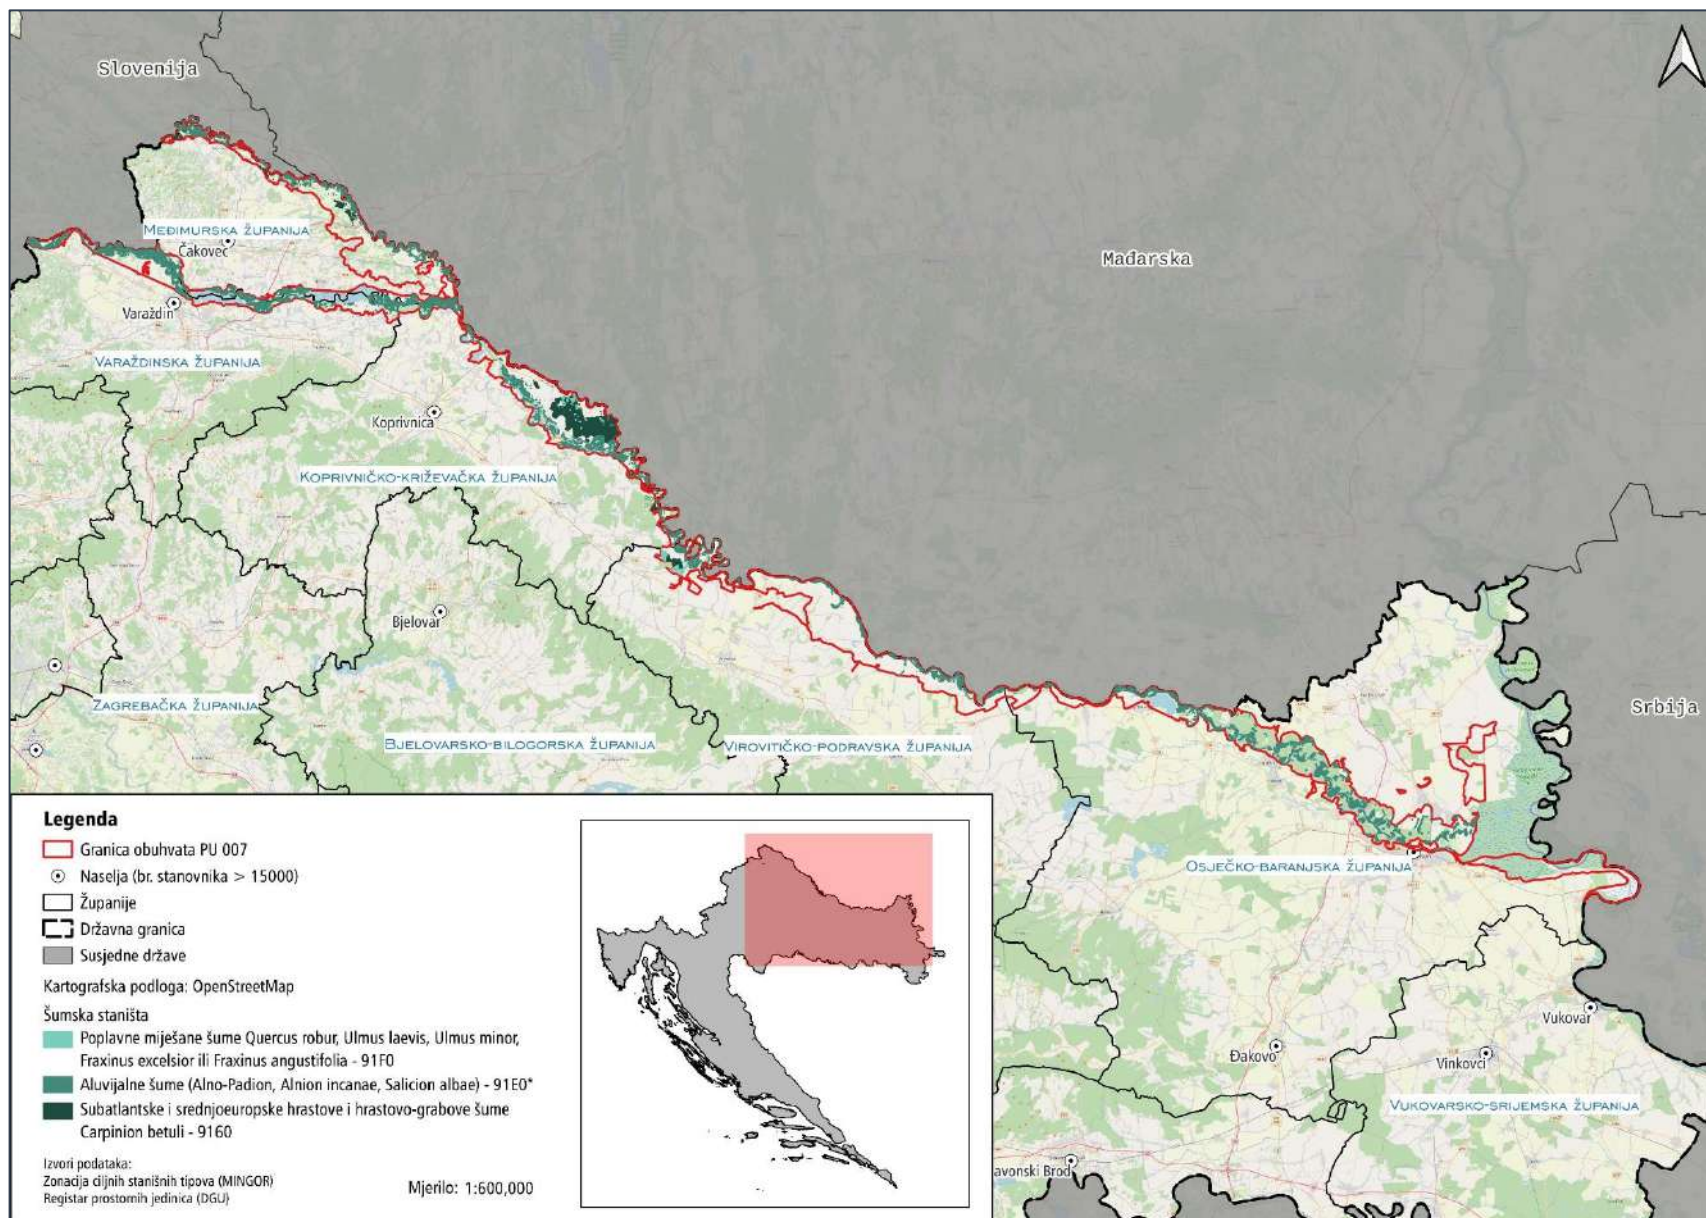 Slovenija
MEĐIMURSKA ŽUPANIJA
Čakovec
Mađarska
Varaždin
VARAŽDINSKA ŽUPANIJA
Koprivnica
KOPRIVNIČKO-KRIŽEVAČKA ŽUPANIJA
Bjelovar
ZAGREBAČKA ŽUPANIJA
BJELOVARSKO-BILOGORSKA ŽUPANIJA
VIROVITIČKO-PODRAVSKA ŽUPANIJA
Srbija
OSJEČKO-BARANJSKA ŽUPANIJA
Vukovar
Đakovo
Vinkovci
VUKOVARSKO-SRIJEMSKA ŽUPANIJA
avonski Brod
Legenda
Granica obuhvata PU 007
Naselja (br. stanovnika > 15000)
Županije
Državna granica
Susjedne države
Kartografska podloga: OpenStreetMap
Šumska staništa
Poplavne miješane šume Quercus robur, Ulmus laevis, Ulmus minor,
Fraxinus excelsior ili Fraxinus angustifolia - 91F0
Aluvijalne šume (Alno-Padion, Alnion incanae, Salicion albae) - 91E0*
Subatlantske i srednjoeuropske hrastove i hrastovo-grabove šume
Carpinion betuli - 9160
Izvori podataka:
Zonacija ciljnih stanišnih tipova (MINGOR)
Registar prostornih jedinica (DGU)
Mjerilo: 1:600,000